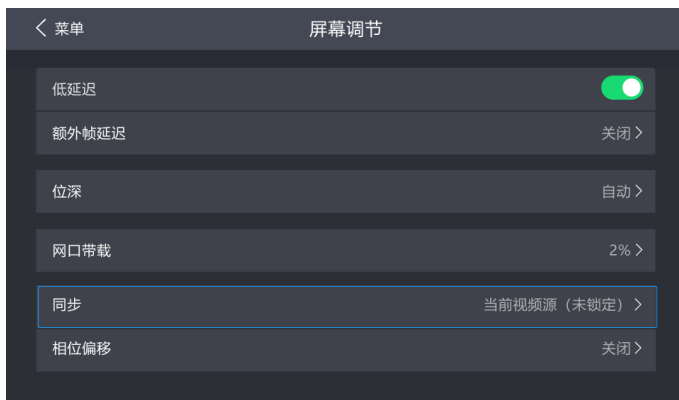 菜单
屏幕调节
低延迟
额外帧延迟 关闭
位深 自动
网口带载 2%
同步 当前视频源（未锁定）
相位偏移 关闭